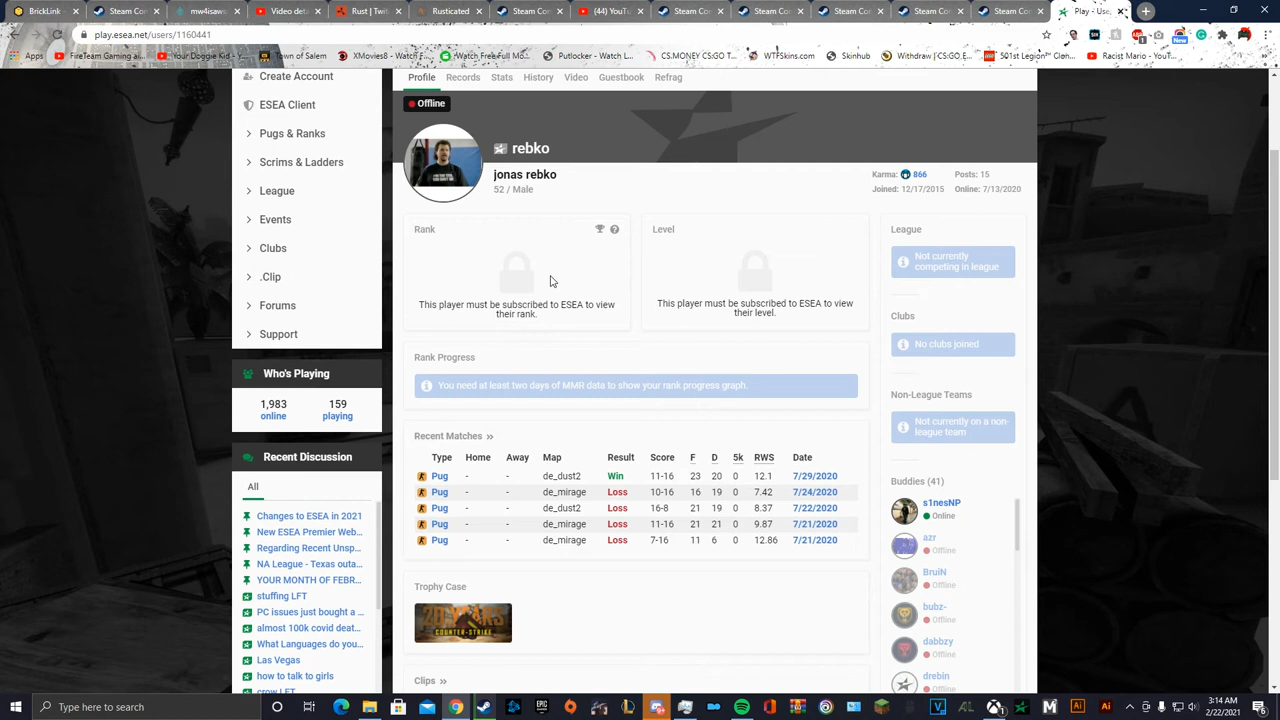 BrickLink -
Video
Texas Ri
Steam Co
Steam Co
(44) You
Steam Co
Steam
Steam Co
Steam C
play.esea.net/users/1160441
New
Apps
FireTeam Gaming an...
Your Doggie Kid - Y...
Town of Salem
XMovies8 - Watch F...
Watch Free Full Mo...
Putlocker - Watch L...
CS.MONEY CS:GO T...
WTFSkins.com
Skinhub
Withdraw | CS:GO E...
501st Legion™ Clon...
Racist Mario - YouT...
Create Account
ESEA Client
Pugs & Ranks
Scrims & Ladders
League
Events
Clubs
.Clip
Forums
Support
Who's Playing
1,983 159
online playing
Recent Discussion
All
Changes to ESEA in 2021
New ESEA Premier Web...
Regarding Recent Unsp...
NA League - Texas outa...
YOUR MONTH OF FEBR...
stuffing LFT
PC issues just bought a ...
almost 100k covid deat...
What Languages do you...
Las Vegas
how to talk to girls
crow LFT
Profile Records Stats History Video Guestbook Refrag
Offline
rebko
jonas rebko
52 / Male
Karma: 866 Posts: 15
Joined: 12/17/2015 Online: 7/13/2020
Rank
This player must be subscribed to ESEA to view
their rank.
Level
This player must be subscribed to ESEA to view
their level.
Rank Progress
You need at least two days of MMR data to show your rank progress graph.
Recent Matches »
Type Home Away Map Result Score F D 5k RWS Date
Pug - - de_dust2 Win 11-16 23 20 0 12.1 7/29/2020
Pug - - de_mirage Loss 10-16 16 19 0 7.42 7/24/2020
Pug - - de_dust2 Loss 16-8 21 19 0 8.37 7/22/2020
Pug - - de_mirage Loss 11-16 21 21 0 9.87 7/21/2020
Pug - - de_mirage Loss 7-16 11 6 0 12.86 7/21/2020
Trophy Case
20 YEARS
COUNTER-STRIKE
Clips »
League
Not currently
competing in league
Clubs
No clubs joined
Non-League Teams
Not currently on a non-
league team
Buddies (41)
s1nesNP
Online
azr
Offline
BruiN
Offline
bubz-
Offline
dabbzy
Offline
drebin
Offline
Type here to search
3:14 AM
2/22/2021